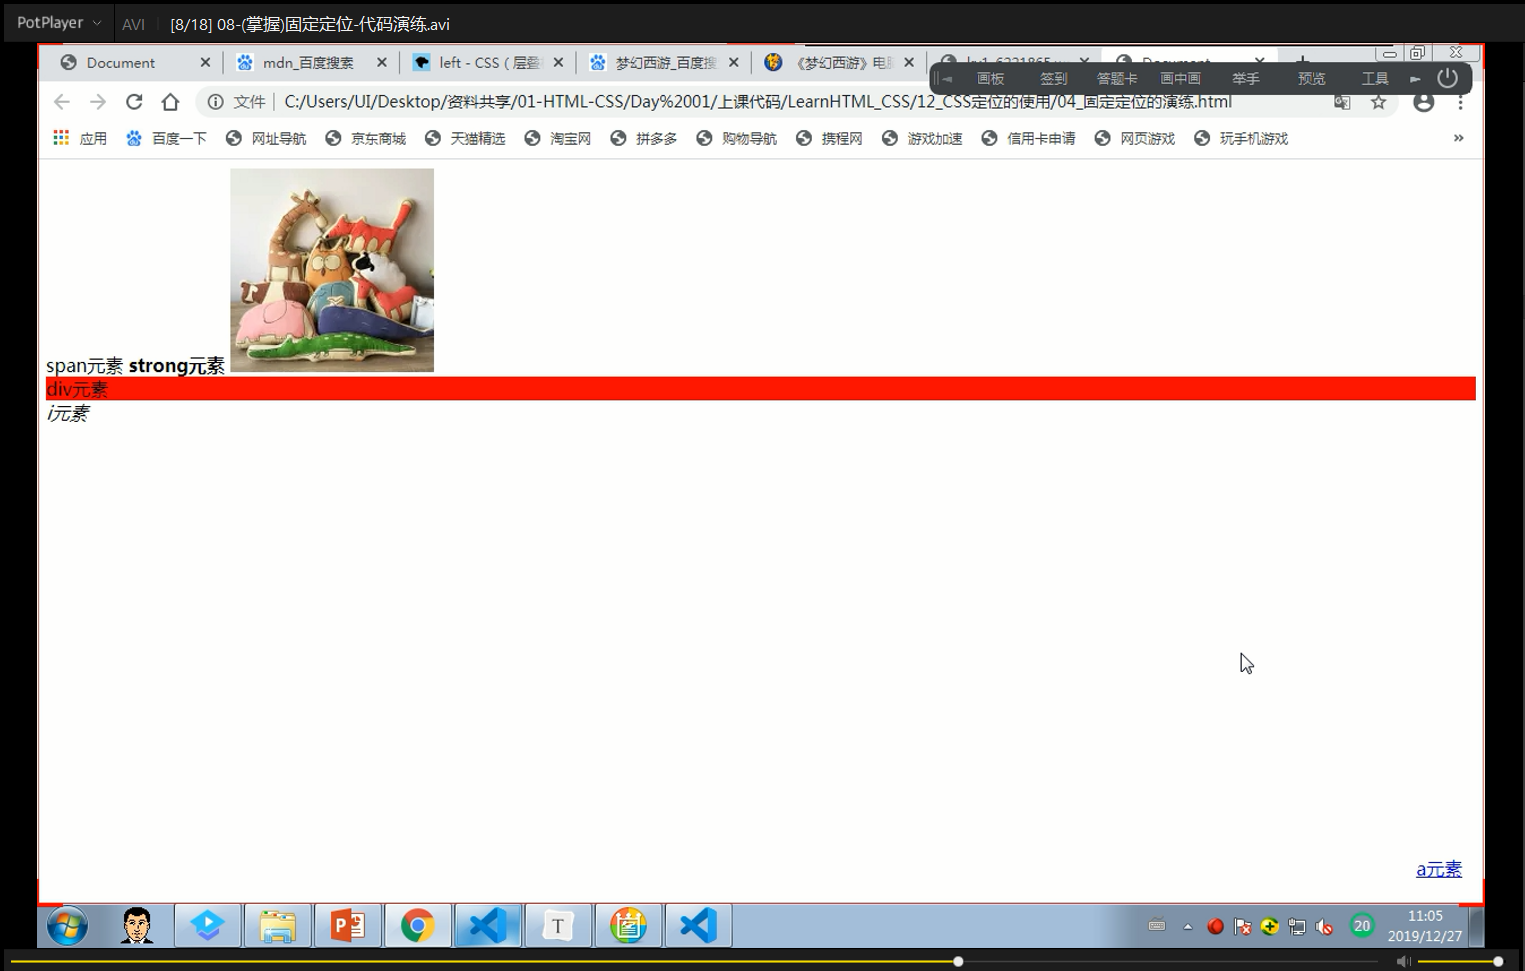 PotPlayer AVI [8/18] 08-(掌握)固定定位-代码演练.avi
Document mdn_百度搜索 left - CSS（层叠 梦幻西游_百度搜 《梦幻西游》电脑
画板 签到 答题卡 画中画 举手 预览 工具
文件 C:/Users/UI/Desktop/资料共享/01-HTML-CSS/Day%2001/上课代码/LearnHTML_CSS/12_CSS定位的使用/04_固定定位的演练.html
应用 百度一下 网址导航 京东商城 天猫精选 淘宝网 拼多多 购物导航 携程网 游戏加速 信用卡申请 网页游戏 玩手机游戏 »
span元素 strong元素
div元素
i元素
a元素
P T 20 11:05
2019/12/27